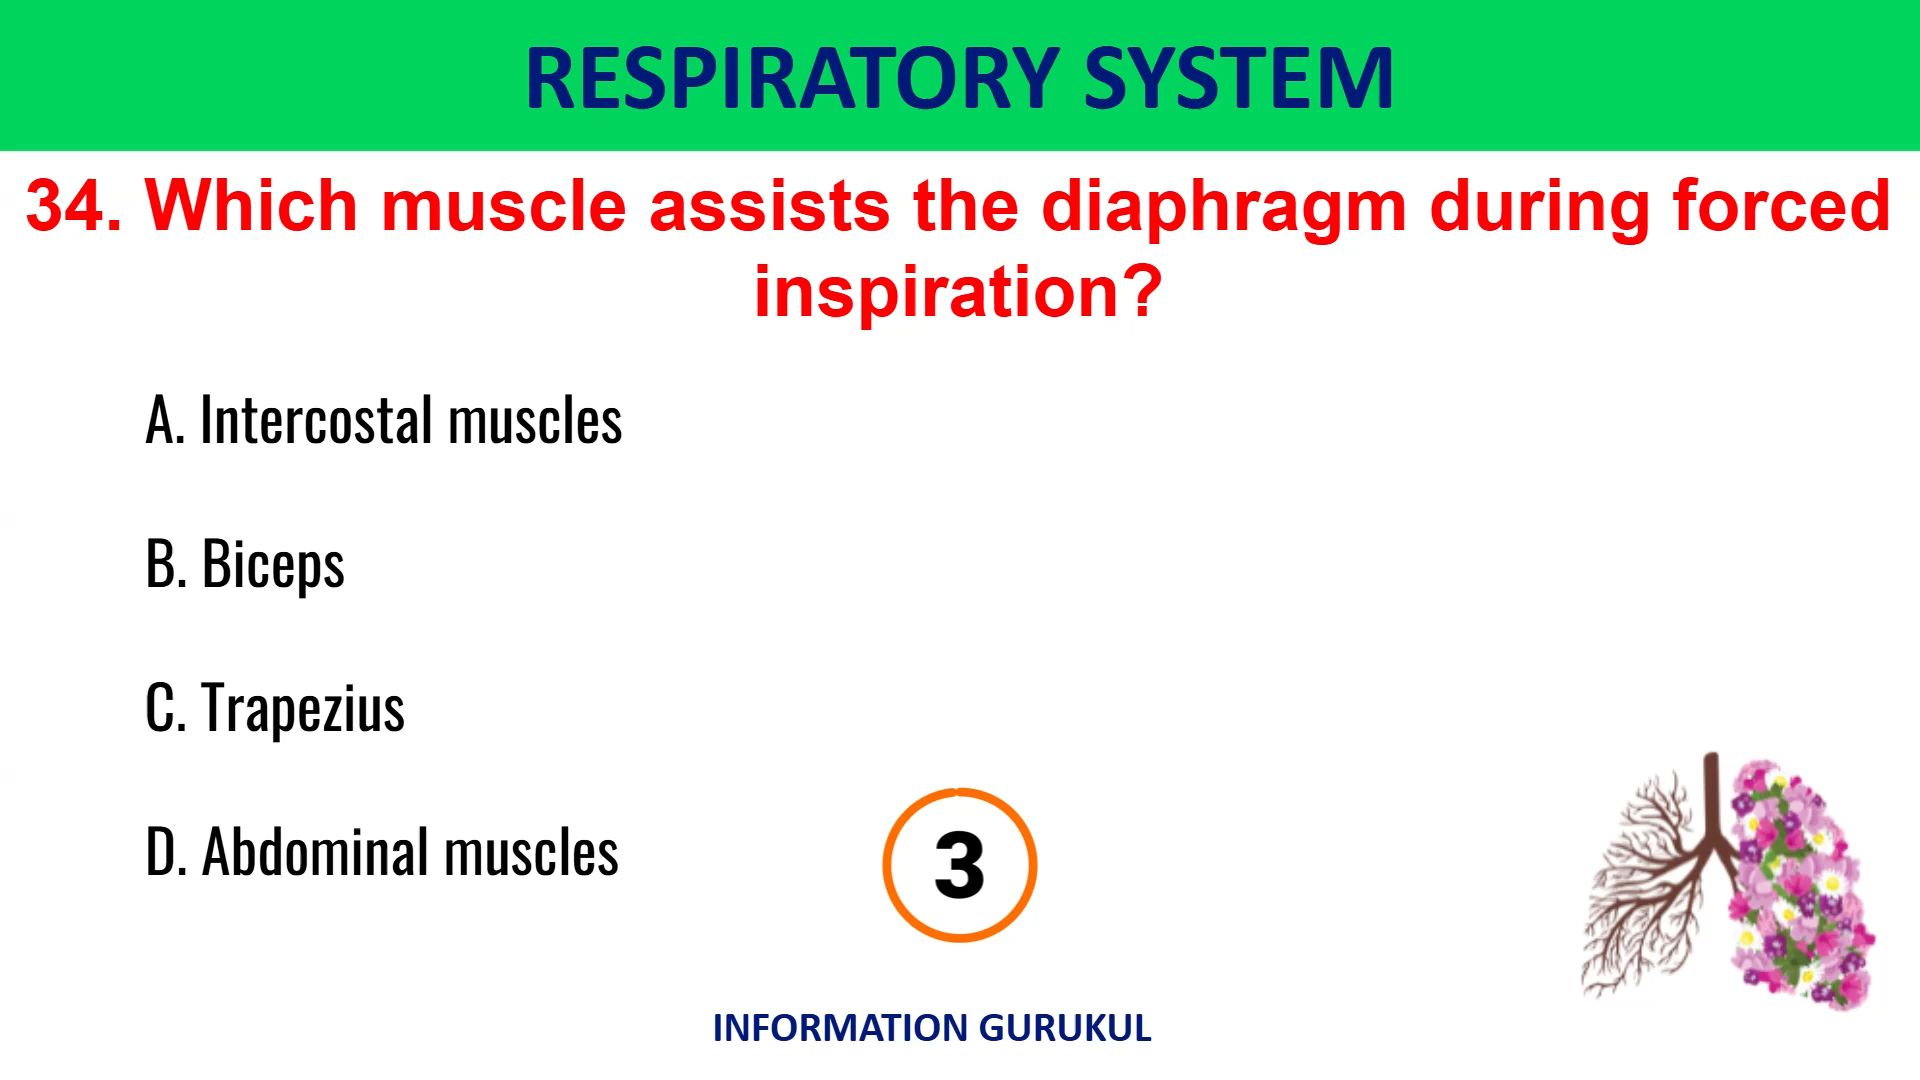 RESPIRATORY SYSTEM
34. Which muscle assists the diaphragm during forced
inspiration?
A. Intercostal muscles
B. Biceps
C. Trapezius
D. Abdominal muscles
3
INFORMATION GURUKUL